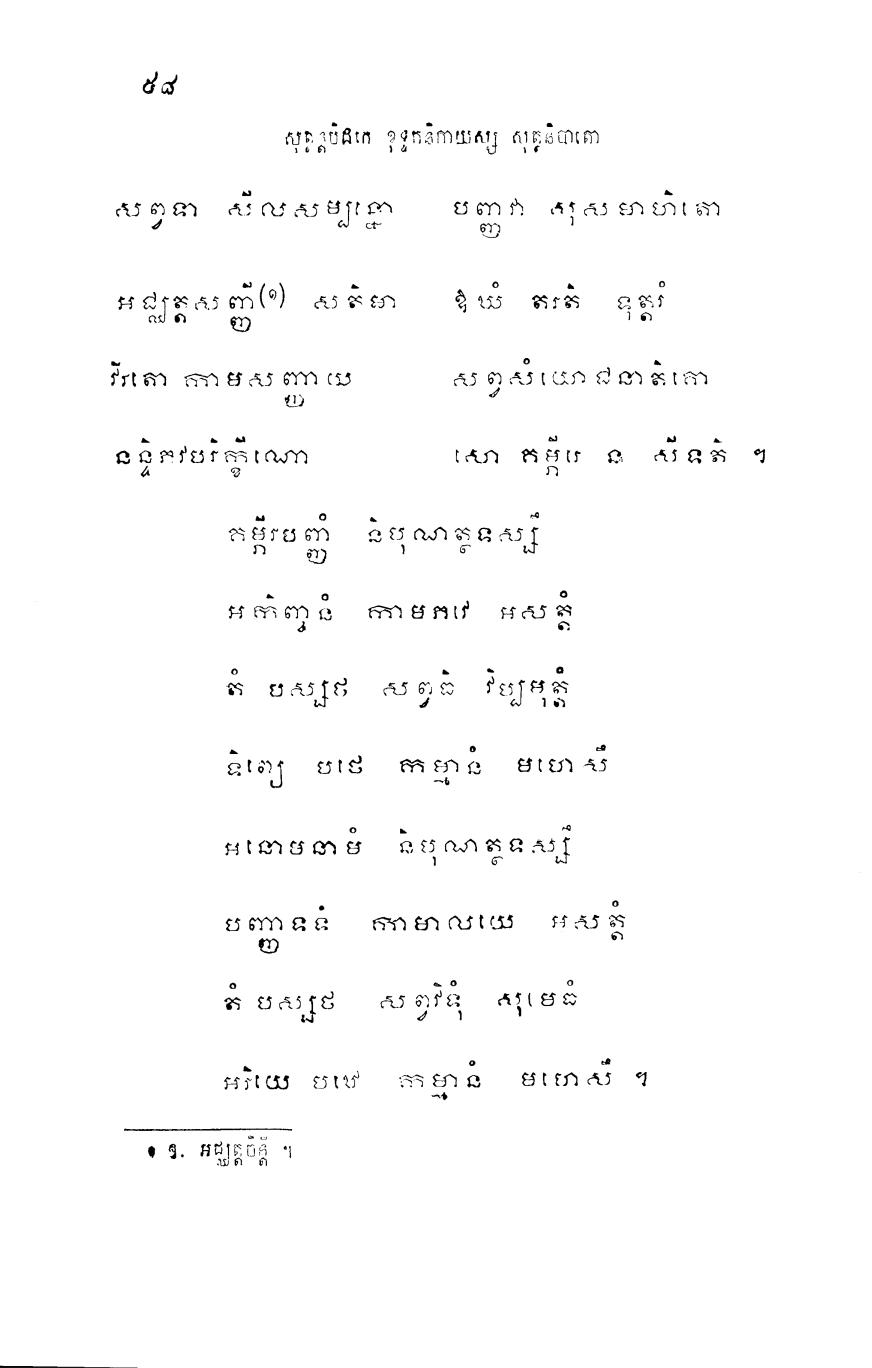 ៥៨
សុត្តន្តបិដកេ ខុទ្ទកនិកាយស្ស សុត្តនិបាតោ
សព្វទា សីលសម្បន្នោ បញ្ញវា សុសមាហិតោ
អជ្ឈត្តសញ្ញី(១) សតិមា ឱឃំ តរតិ ទុត្តរំ
វិរតោ កាមសញ្ញាយ សព្វសំយោជនាតិគោ
នន្ទិភវបរិក្ខីណោ សោ គម្ភីរេ ន សីទតិ ។
គម្ភីរបញ្ញំ និបុណត្ថទស្សឹ
អកិញ្ចនំ កាមភវេ អសត្តំ
តំ បស្សថ សព្វធិ វិប្បមុត្តំ
ទិព្យេ បថេ កម្មានំ មហេសឹ
អនោមនាមំ និបុណត្ថទស្សឹ
បញ្ញាទទំ កាមាលយេ អសត្តំ
តំ បស្សថ សព្វវិទុំ សុមេធំ
អរិយេ បថេ កម្មានំ មហេសឹ ។
១ ឱ. អជ្ឈត្តចិន្តី ។